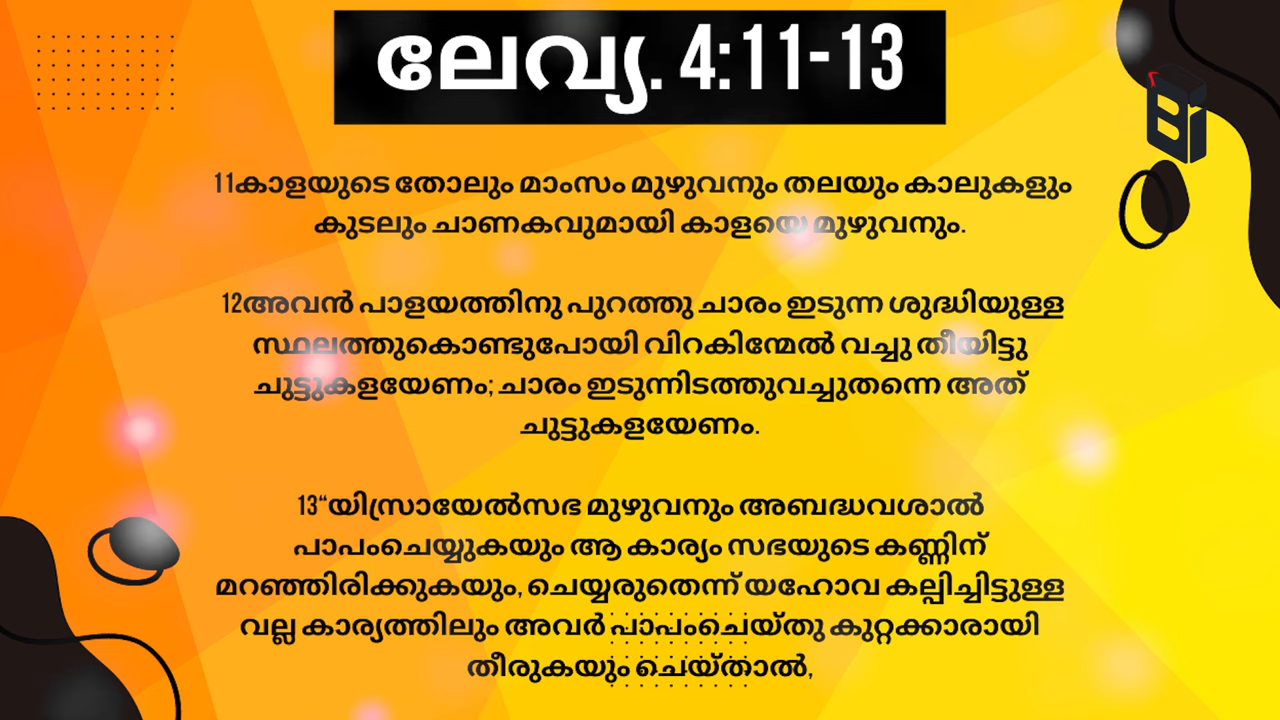 ലേവ്യ. 4:11-13
Bi
11കാളയുടെ തോലും മാംസം മുഴുവനും തലയും കാലുകളും
കുടലും ചാണകവുമായി കാളയെ മുഴുവനും.
12അവൻ പാളയത്തിനു പുറത്തു ചാരം ഇടുന്ന ശുദ്ധിയുള്ള
സ്ഥലത്തുകൊണ്ടുപോയി വിറകിന്മേൽ വച്ചു തീയിട്ടു
ചുട്ടുകളയേണം; ചാരം ഇടുന്നിടത്തുവച്ചുതന്നെ അത്
ചുട്ടുകളയേണം.
13“യിസ്രായേൽസഭ മുഴുവനും അബദ്ധവശാൽ
പാപംചെയ്യുകയും ആ കാര്യം സഭയുടെ കണ്ണിന്
മറഞ്ഞിരിക്കുകയും, ചെയ്യരുതെന്ന് യഹോവ കല്പിച്ചിട്ടുള്ള
വല്ല കാര്യത്തിലും അവർ പാപംചെയ്തു കുറ്റക്കാരായി
തീരുകയും ചെയ്താൽ,